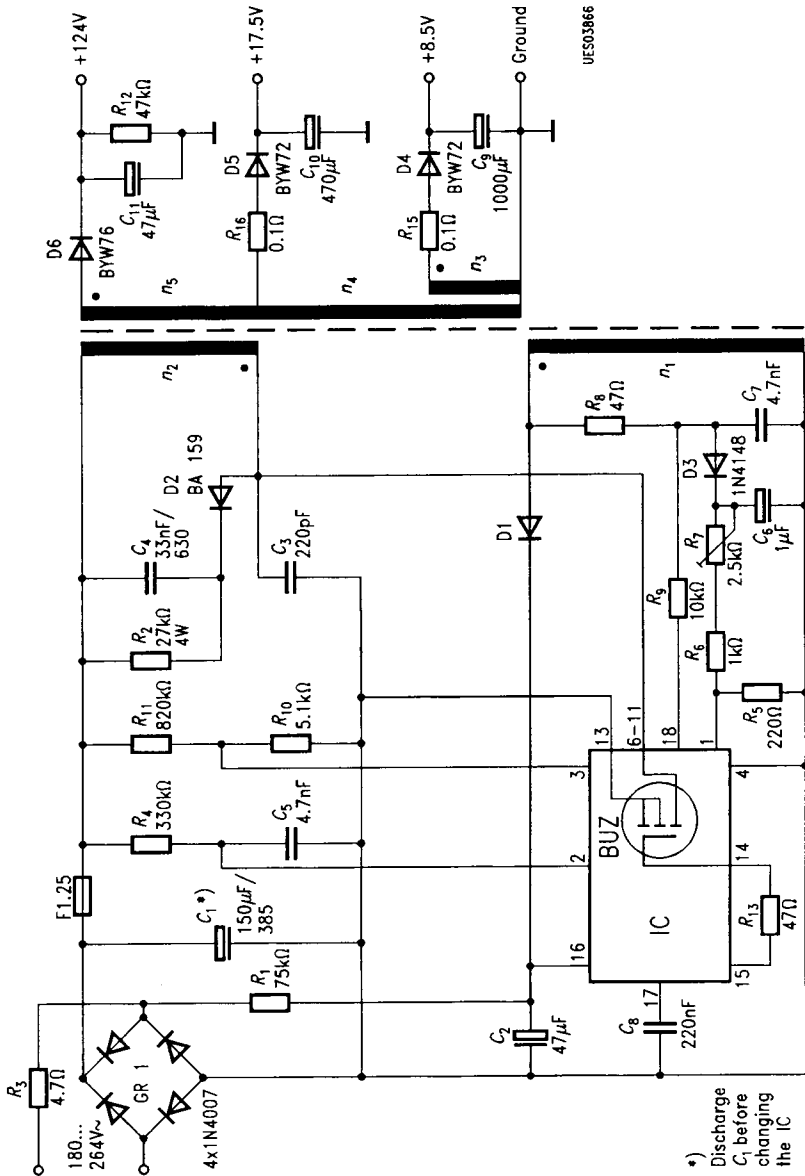 +124V
+17.5V
+8.5V
Ground
UES03866
R12
47kΩ
C11
47µF
D6
BYW76
n5
D5
BYW72
C10
470µF
R16
0.1Ω
n4
D4
BYW72
C9
1000µF
R15
0.1Ω
n3
n2
D2
BA 159
C4
33nF/
630
C3
220pF
R2
27kΩ
4W
R11
820kΩ
R10
5.1kΩ
R4
330kΩ
C5
4.7nF
F1.25
C1 *)
150µF/
385
R1
75kΩ
R3
4.7Ω
180...
264V~
GR 1
4x1N4007
n1
R8
47Ω
C7
4.7nF
D3
1N4148
D1
R7
2.5kΩ
C6
1µF
R9
10kΩ
R6
1kΩ
R5
220Ω
13
6-11
18
1
3
2
16
4
14
15
17
BUZ
IC
R13
47Ω
C2
47µF
C8
220nF
*)
Discharge
C1 before
changing
the IC